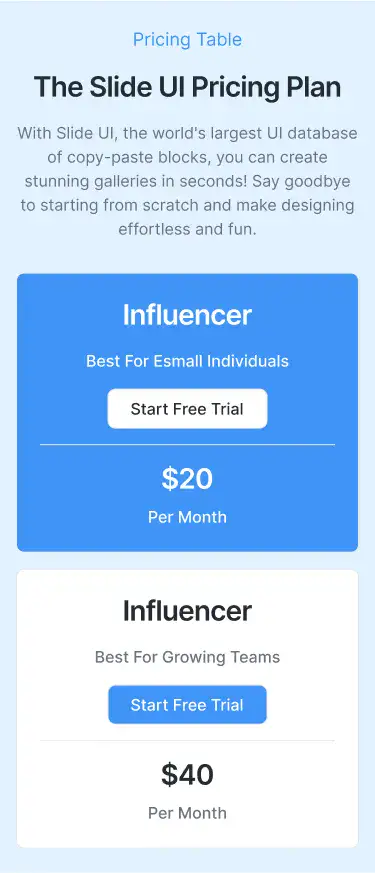 Pricing Table
The Slide UI Pricing Plan
With Slide UI, the world's largest UI database
of copy-paste blocks, you can create
stunning galleries in seconds! Say goodbye
to starting from scratch and make designing
effortless and fun.
Influencer
Best For Esmall Individuals
Start Free Trial
$20
Per Month
Influencer
Best For Growing Teams
Start Free Trial
$40
Per Month